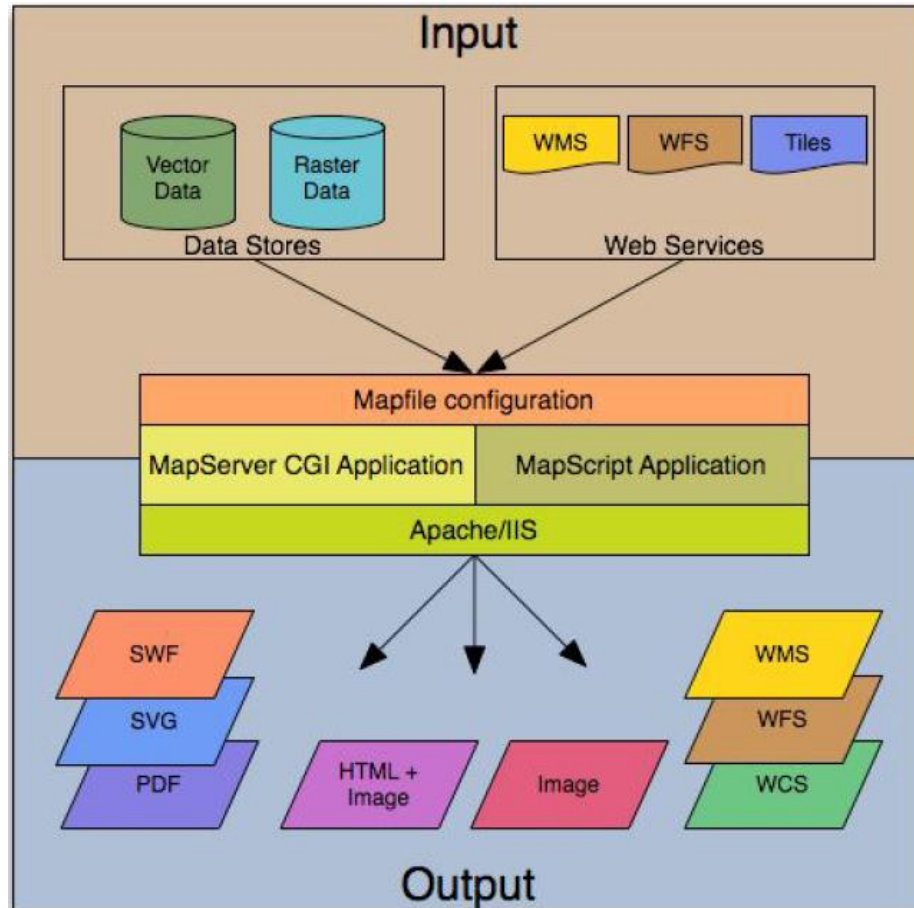 Input
Vector
Data
Raster
Data
Data Stores
WMS
WFS
Tiles
Web Services
Mapfile configuration
MapServer CGI Application
MapScript Application
Apache/IIS
SWF
SVG
PDF
HTML +
Image
Image
WMS
WFS
WCS
Output